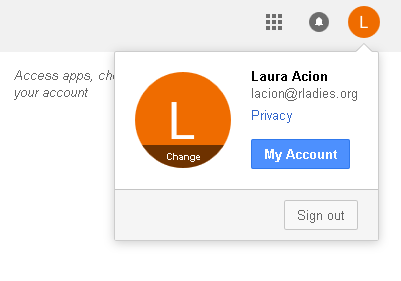 L
Access apps, che
your account
L
Change
Laura Acion
lacion@rladies.org
Privacy
My Account
Sign out